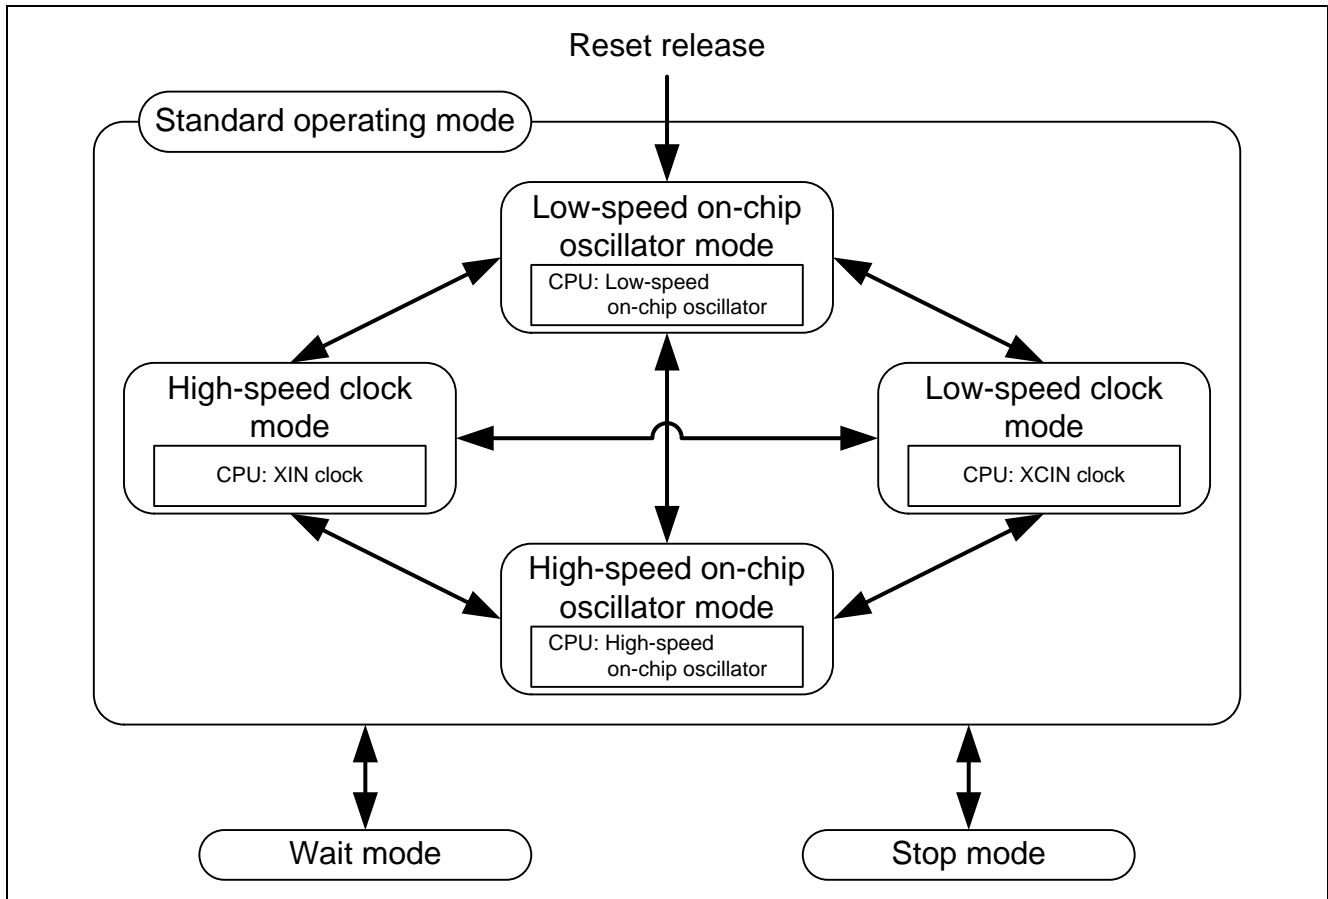 Reset release
Standard operating mode
Low-speed on-chip
oscillator mode
CPU: Low-speed
on-chip oscillator
High-speed clock
mode
CPU: XIN clock
Low-speed clock
mode
CPU: XCIN clock
High-speed on-chip
oscillator mode
CPU: High-speed
on-chip oscillator
Wait mode
Stop mode